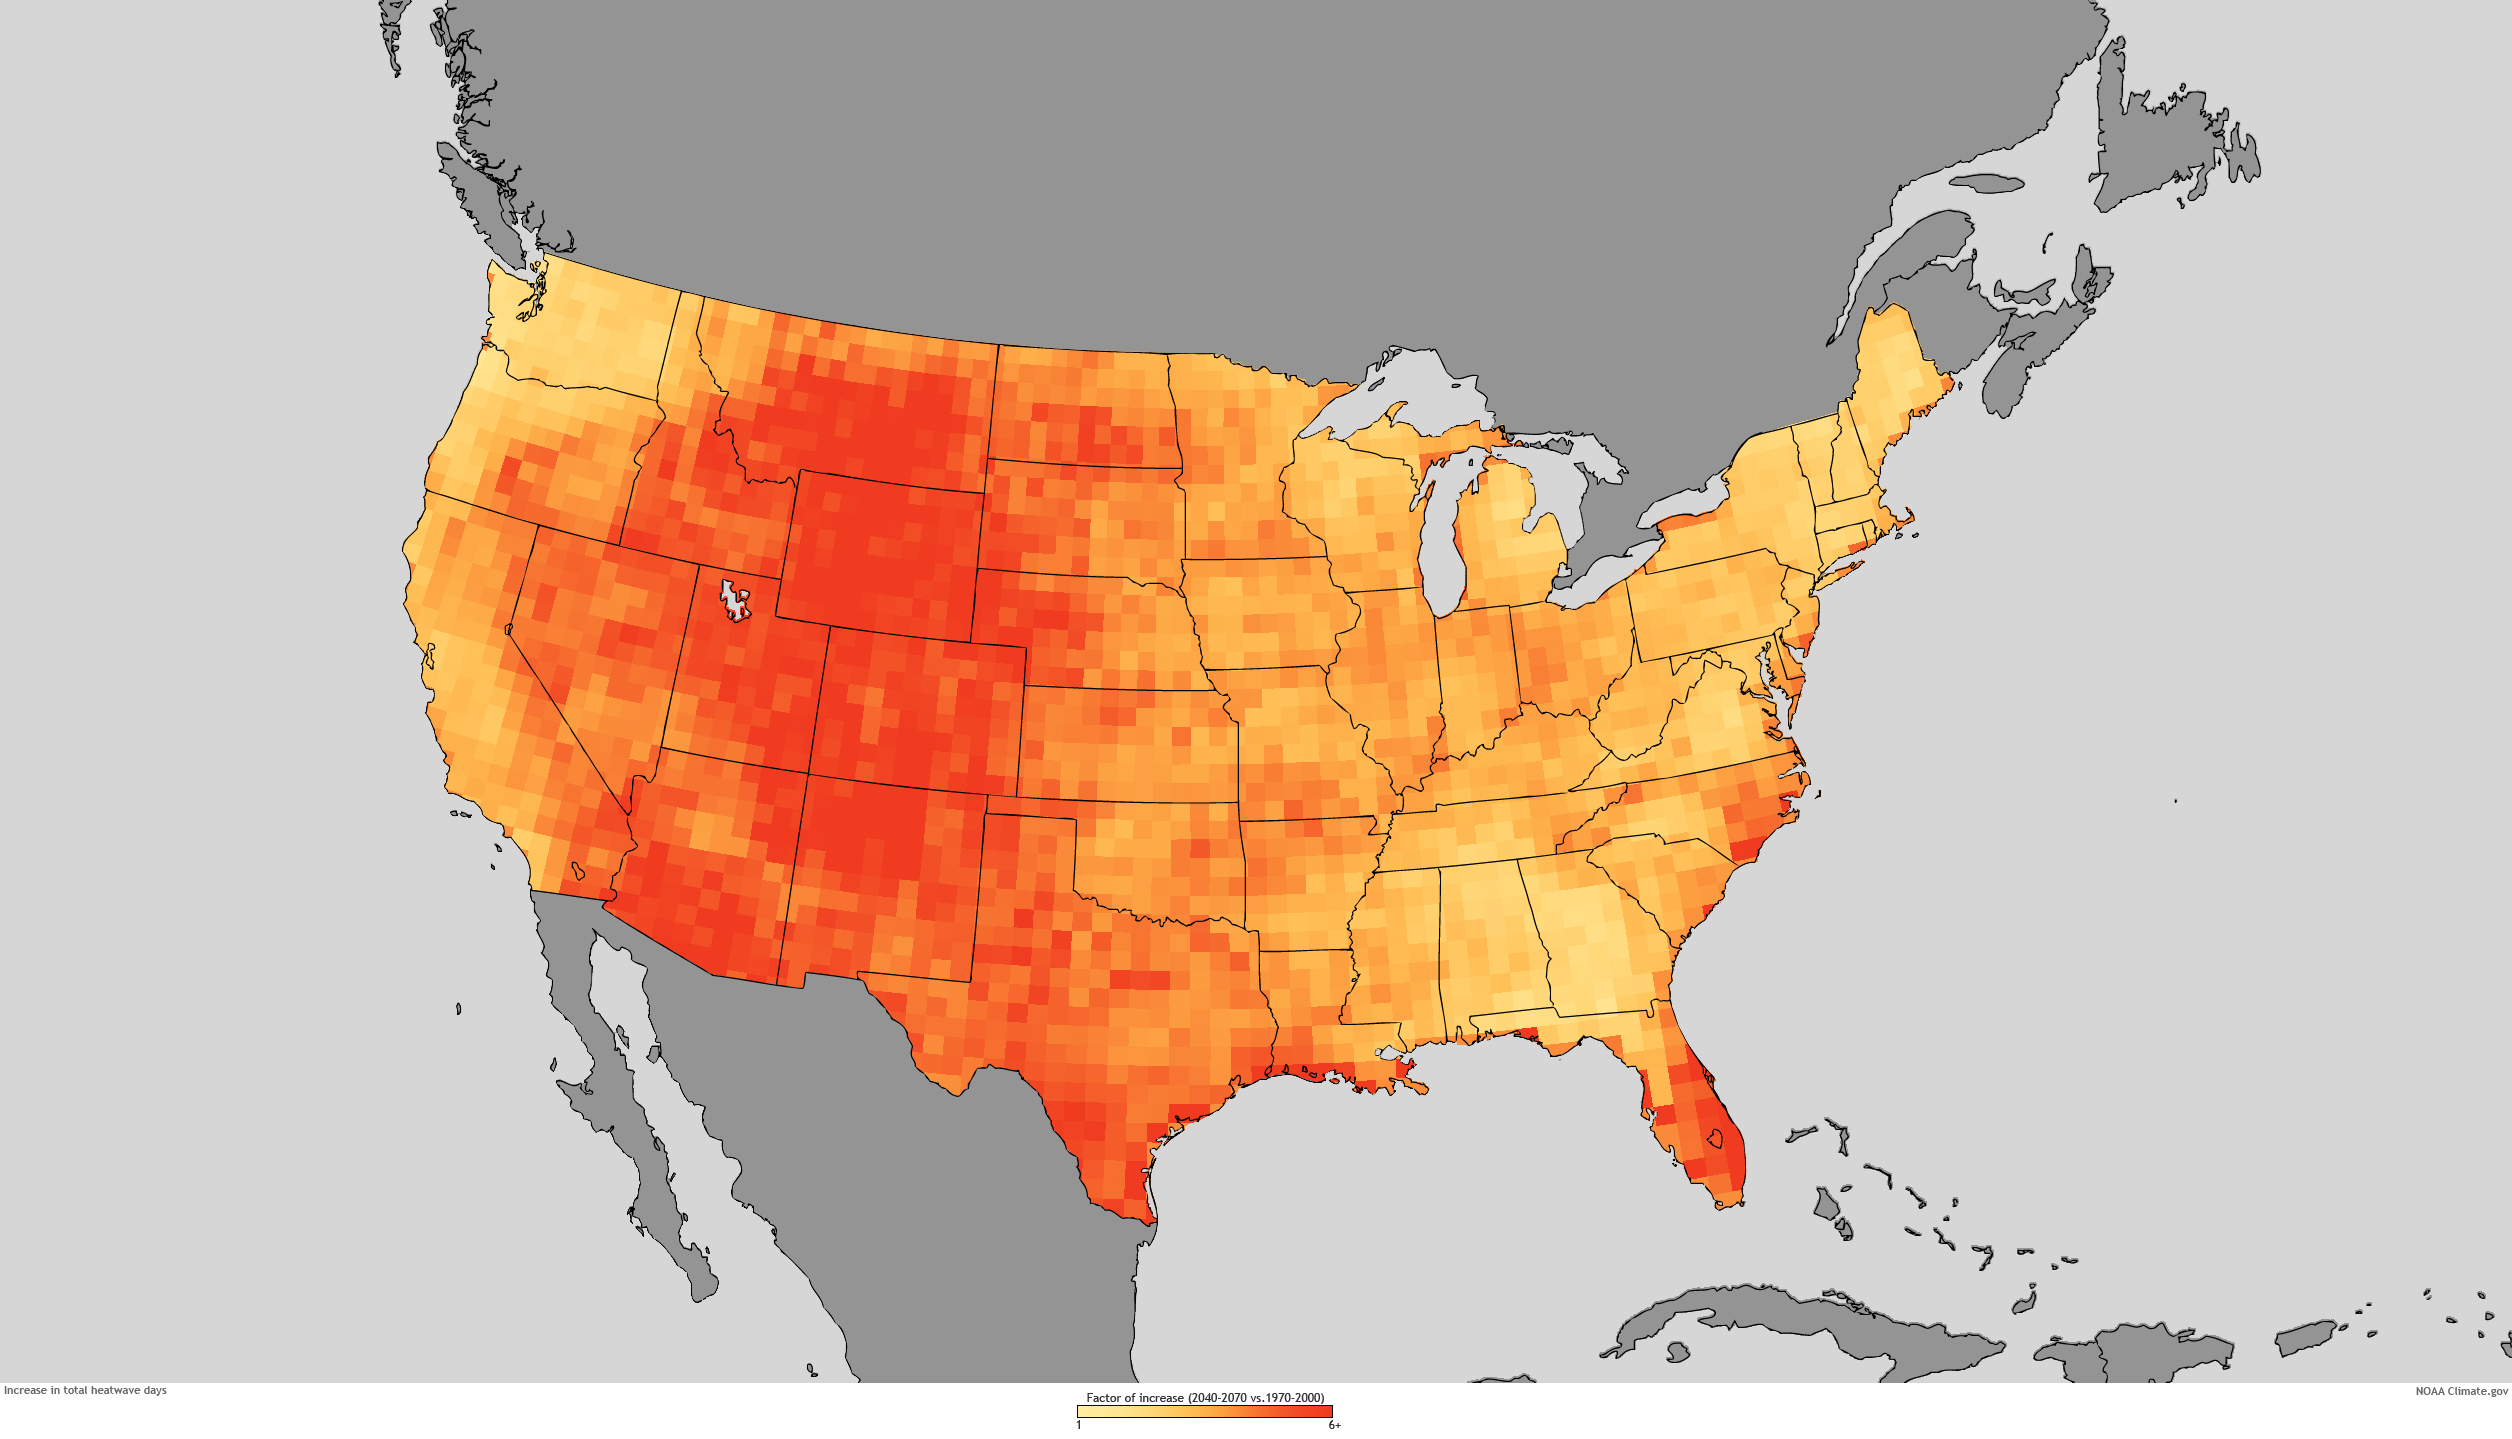 Increase in total heatwave days
NOAA Climate.gov
Factor of increase (2040-2070 vs.1970-2000)
1
6+